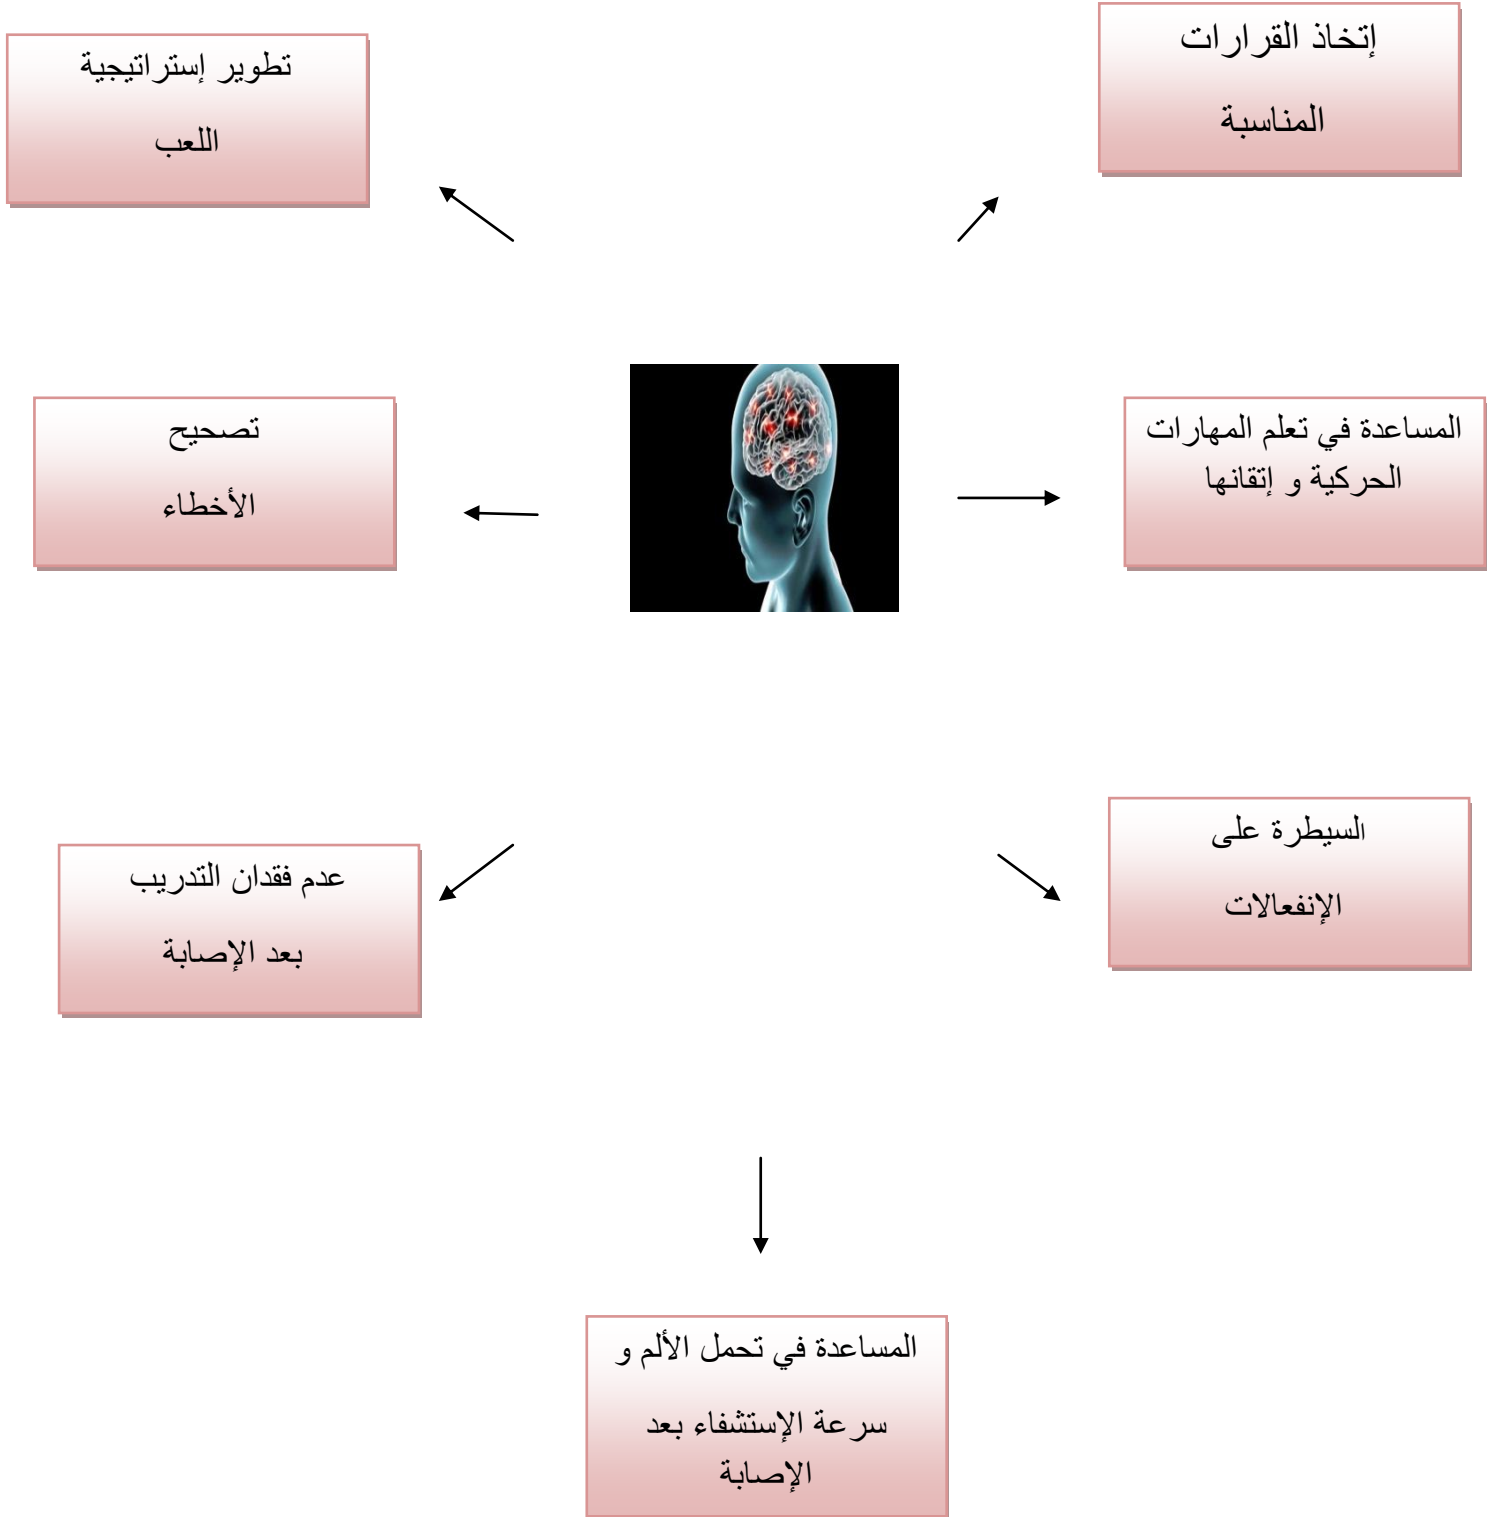 إتخاذ القرارات
المناسبة
تطوير إستراتيجية
اللعب
المساعدة في تعلم المهارات
الحركية و إتقانها
تصحيح
الأخطاء
السيطرة على
الإنفعالات
عدم فقدان التدريب
بعد الإصابة
المساعدة في تحمل الألم و
سرعة الإستشفاء بعد
الإصابة